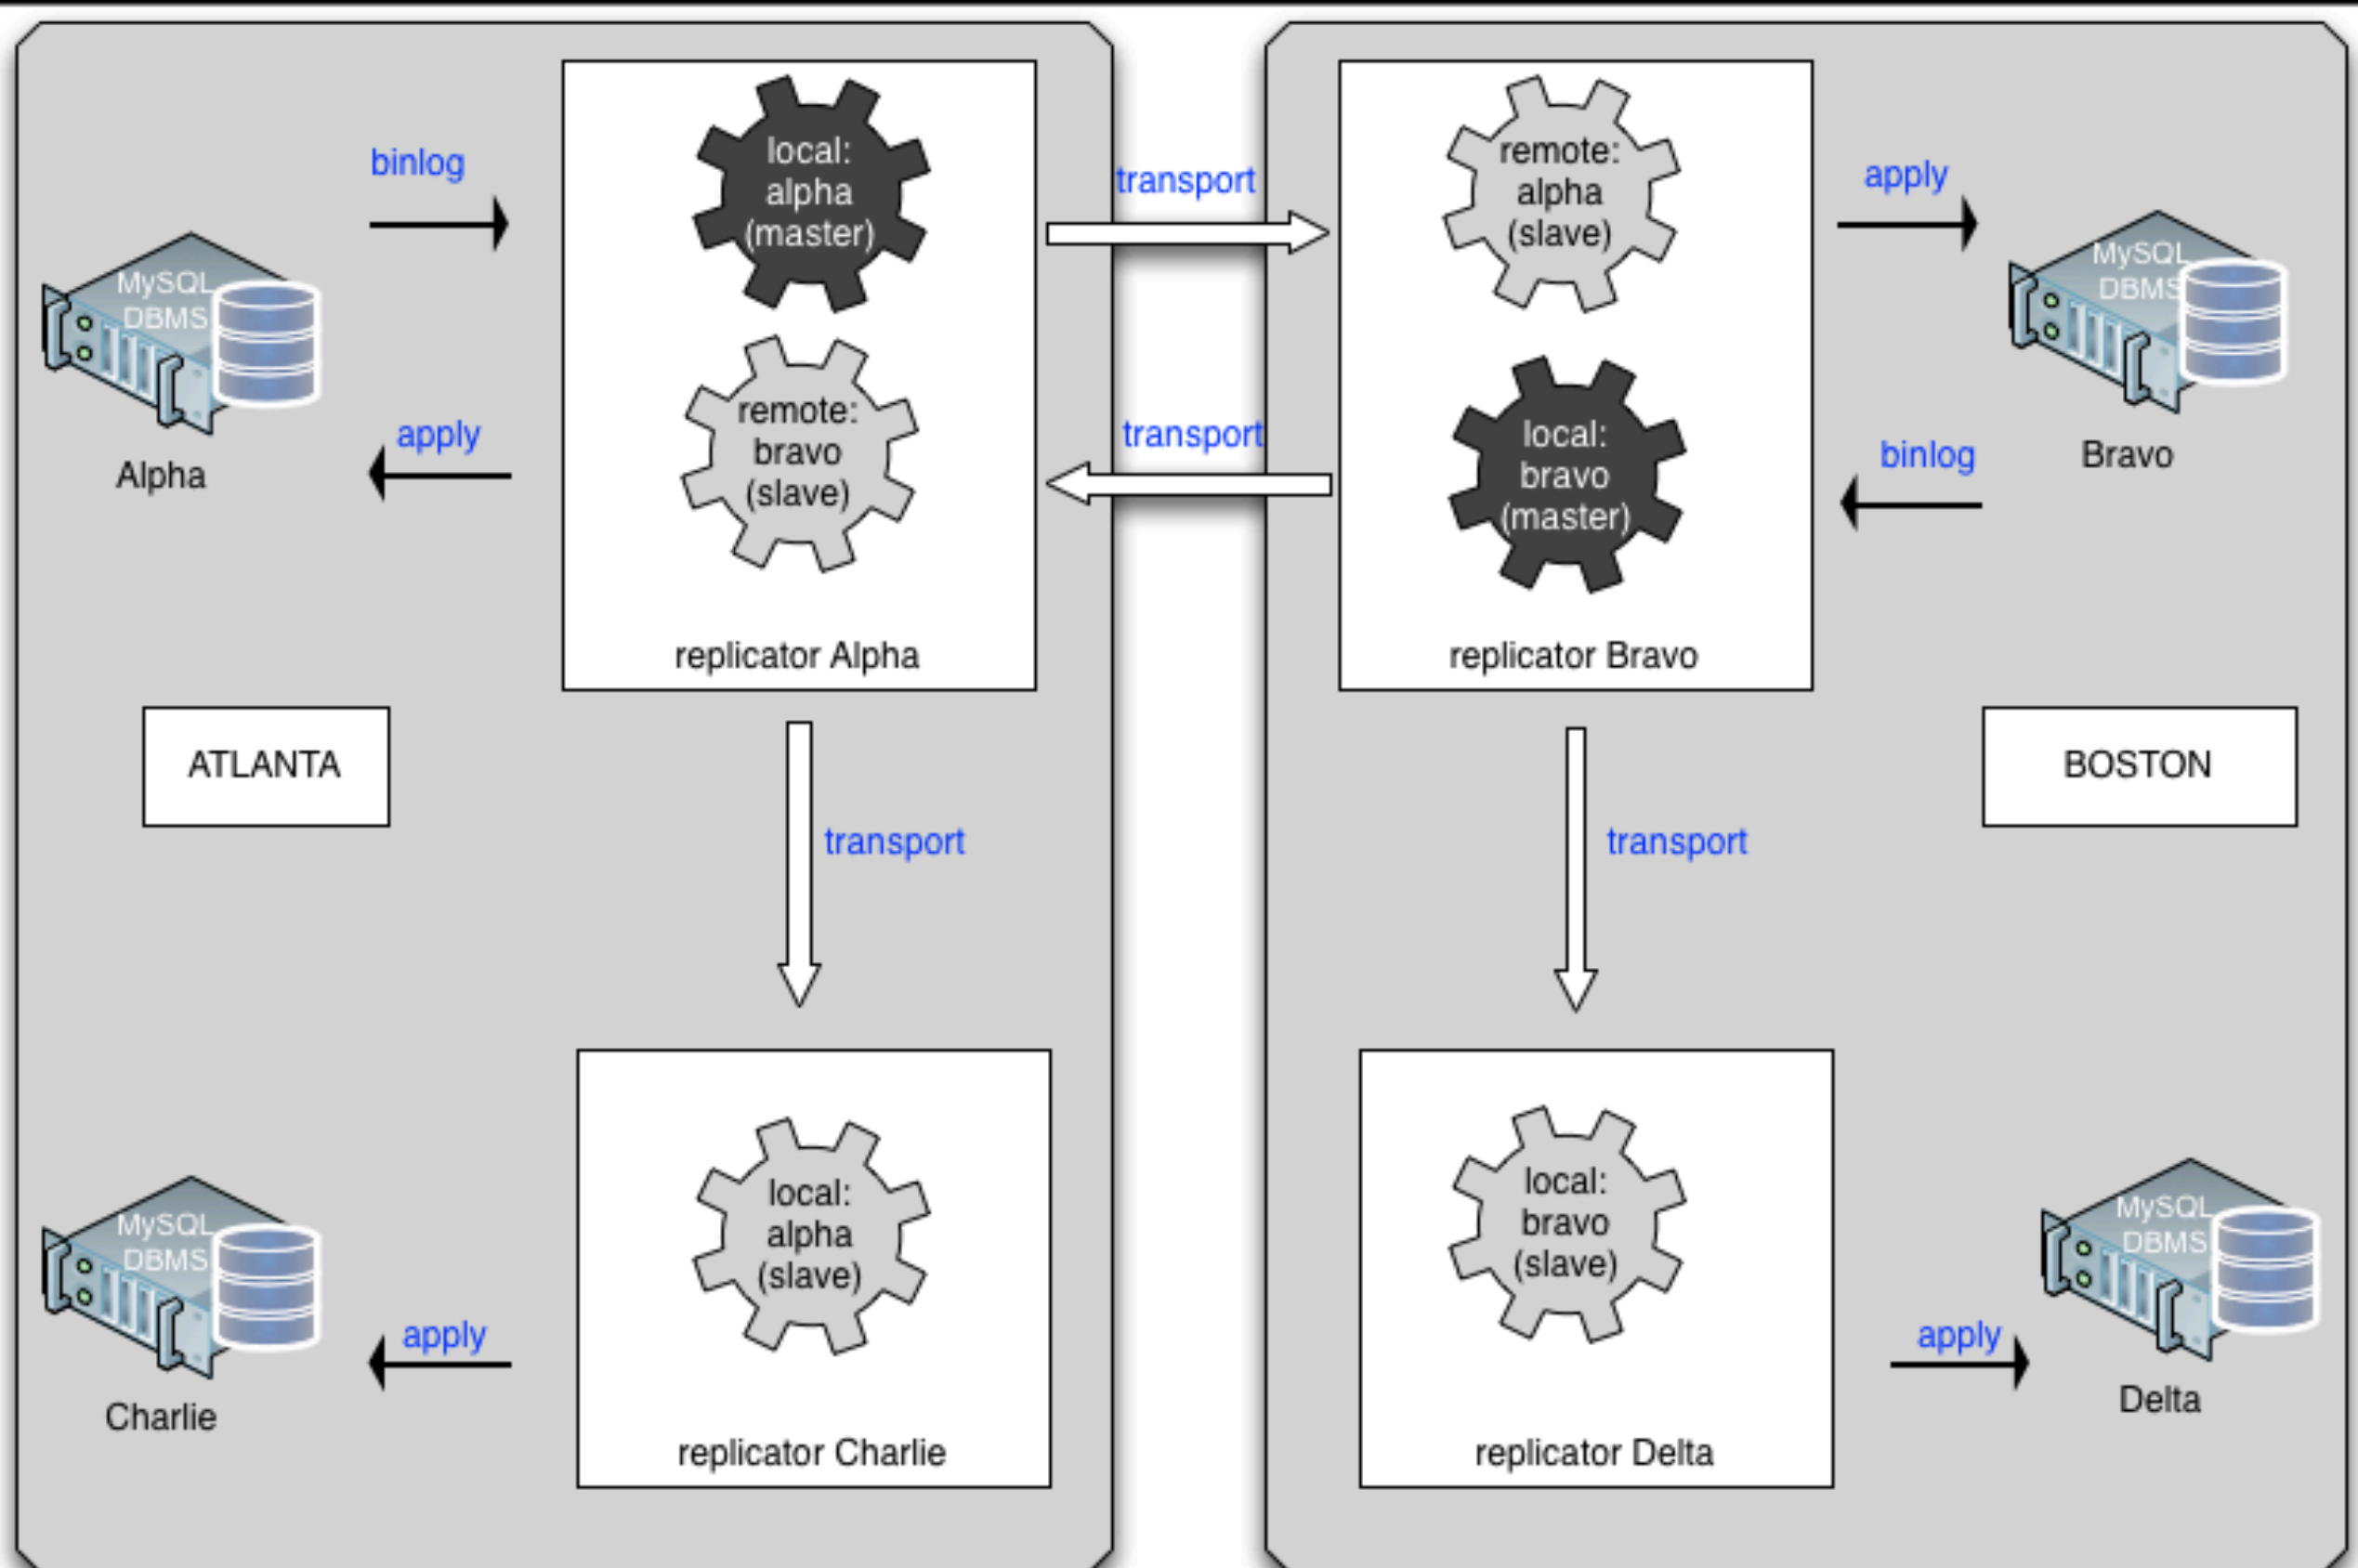 binlog
local:
alpha
(master)
transport
remote:
alpha
(slave)
apply
MySQL
DBMS
MySQL
DBMS
remote:
bravo
(slave)
transport
local:
bravo
(master)
apply
Alpha
binlog
Bravo
replicator Alpha
replicator Bravo
ATLANTA
BOSTON
transport
transport
local:
alpha
(slave)
local:
bravo
(slave)
MySQL
DBMS
MySQL
DBMS
apply
apply
Charlie
Delta
replicator Charlie
replicator Delta